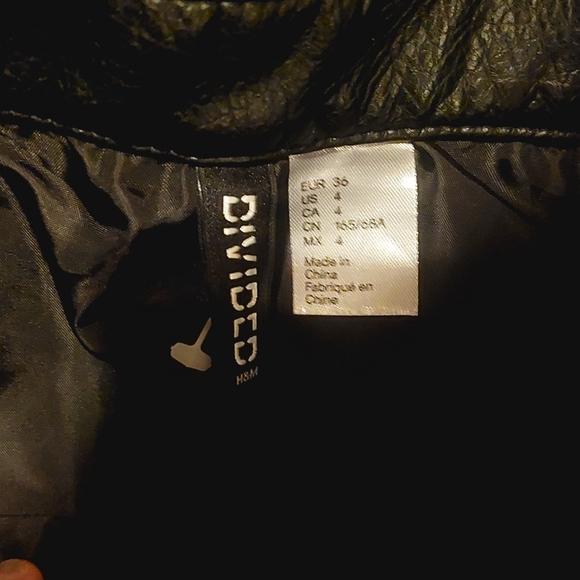 DIVIDED
H&M
EUR 36
US 4
CA 4
CN 165/68A
MX 4
Made in
China
Fabriqué en
Chine